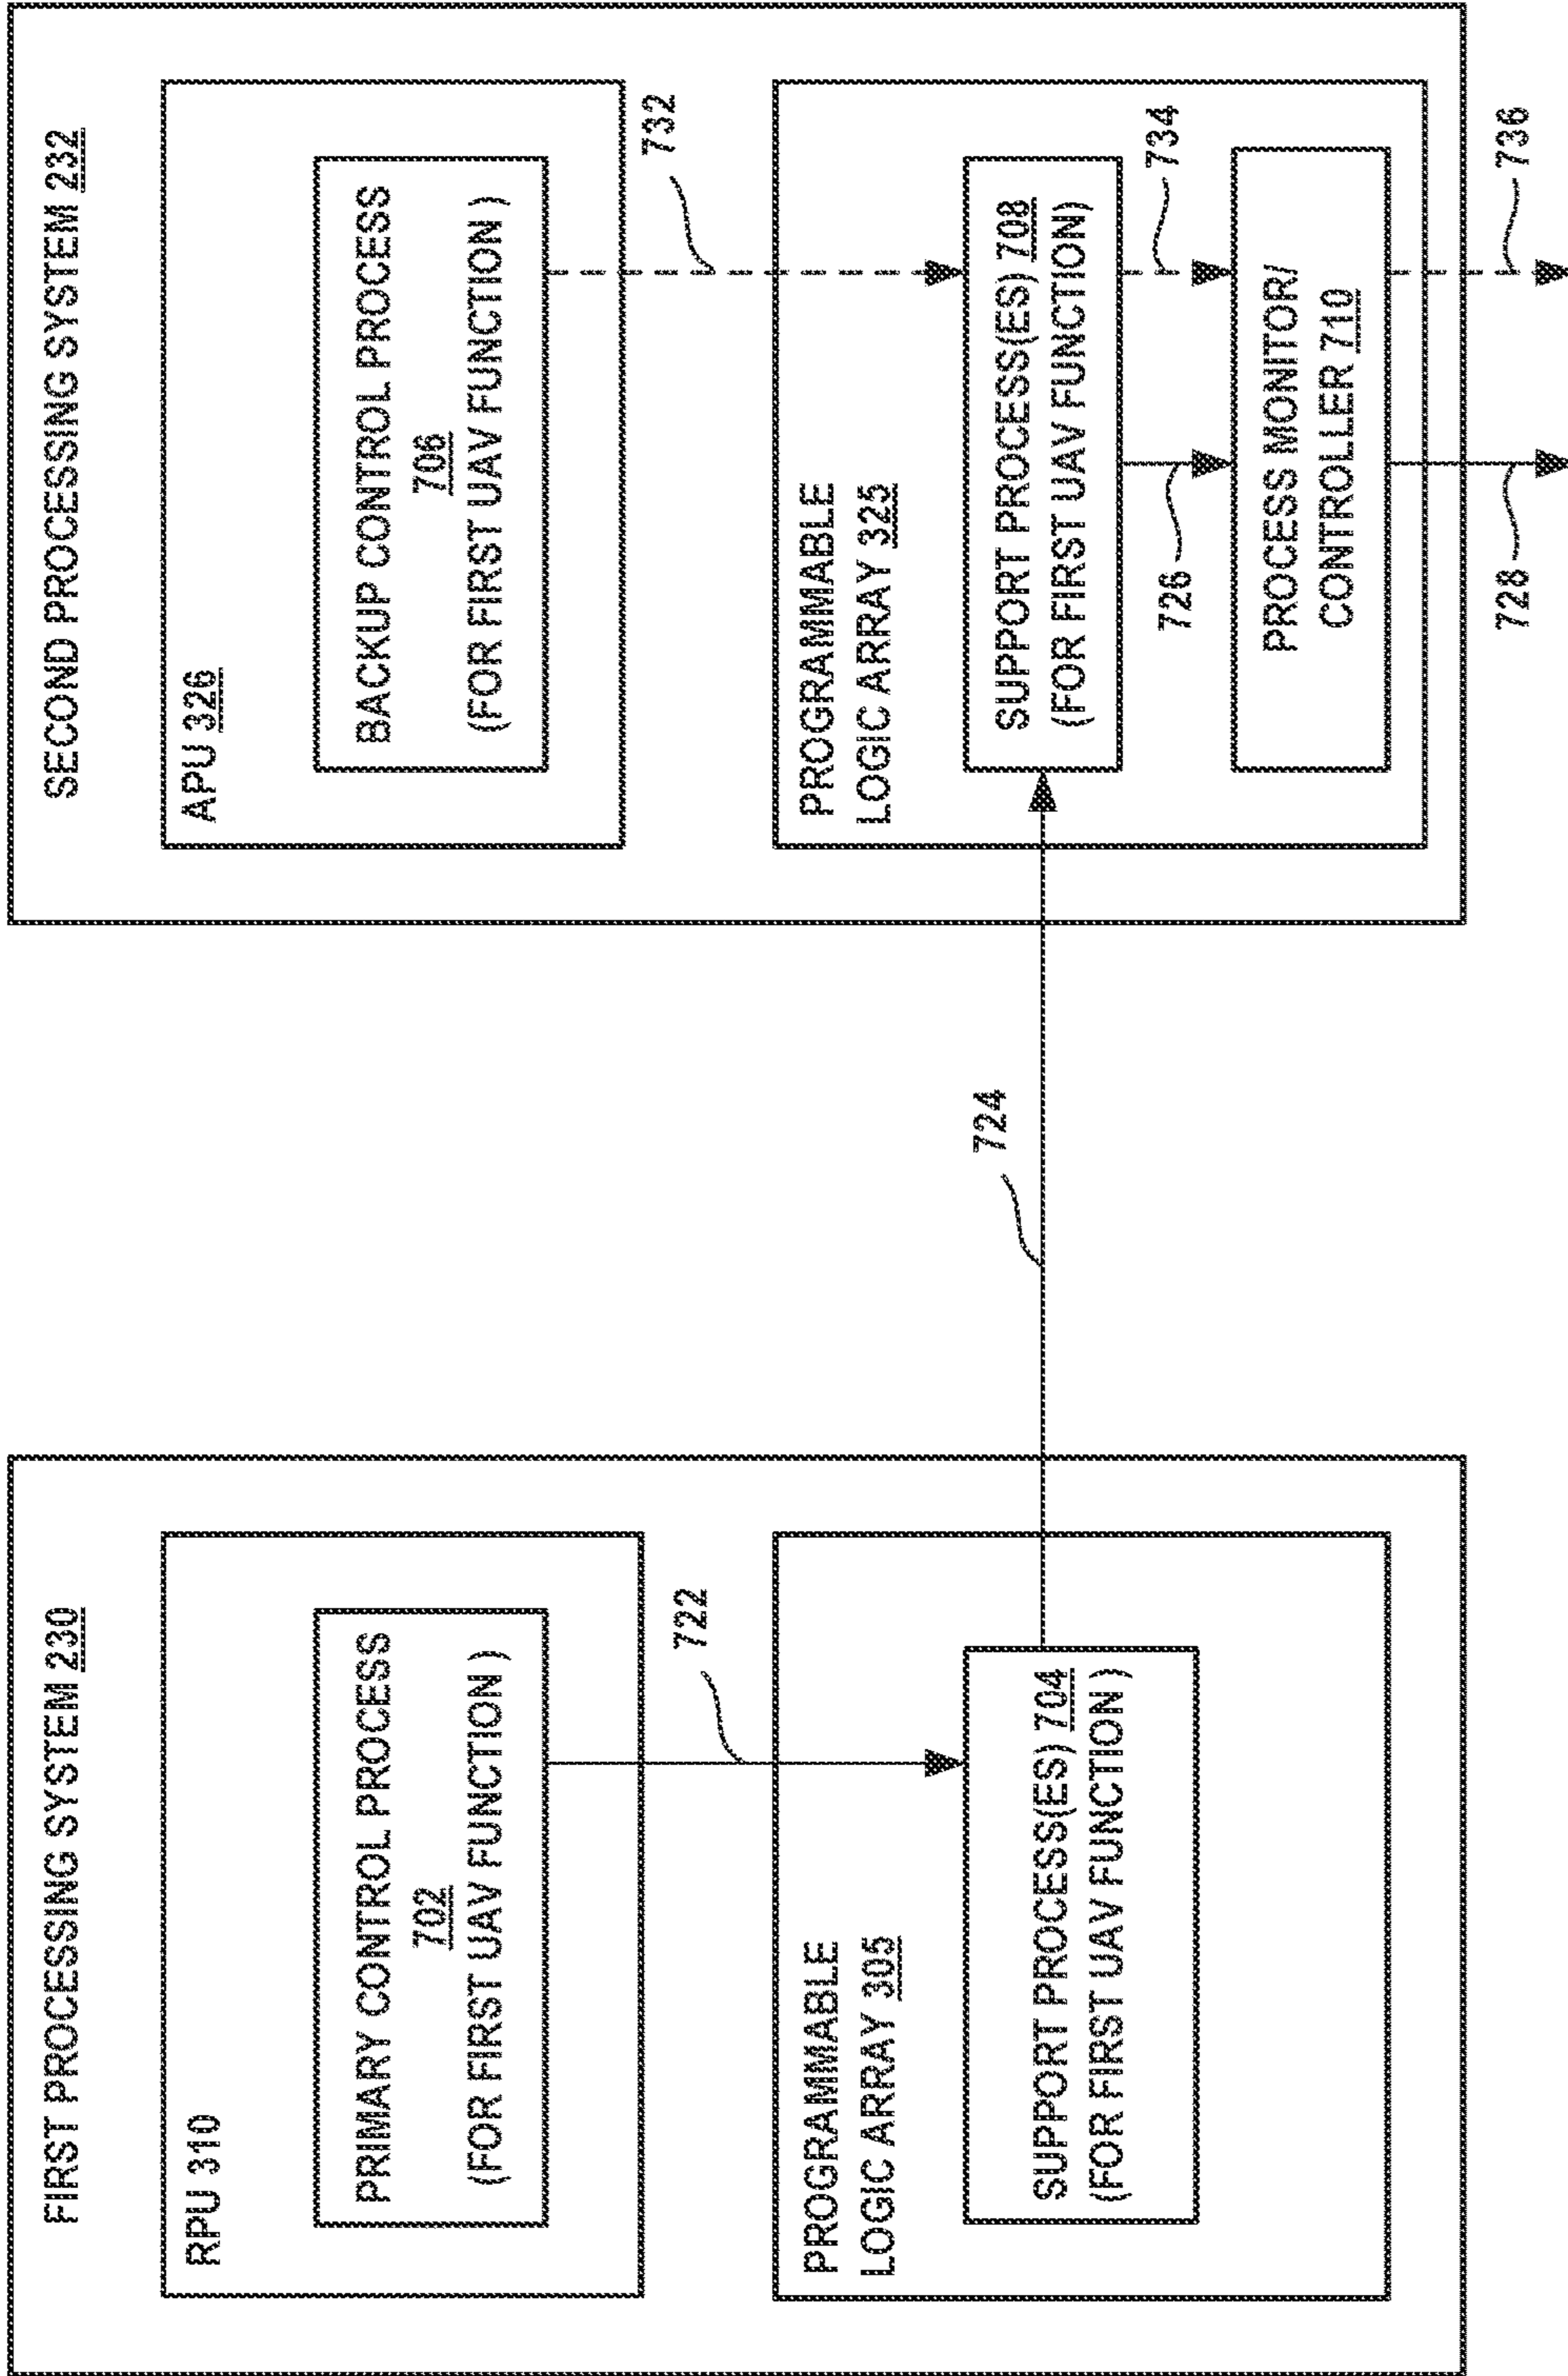 FIRST PROCESSING SYSTEM 230
RPU 310
PRIMARY CONTROL PROCESS
702
(FOR FIRST UAV FUNCTION )
722
PROGRAMMABLE
LOGIC ARRAY 305
SUPPORT PROCESS(ES) 704
(FOR FIRST UAV FUNCTION )
724
SECOND PROCESSING SYSTEM 232
APU 326
BACKUP CONTROL PROCESS
706
(FOR FIRST UAV FUNCTION )
732
PROGRAMMABLE
LOGIC ARRAY 325
SUPPORT PROCESS(ES) 708
(FOR FIRST UAV FUNCTION)
726
734
PROCESS MONITOR/
CONTROLLER 710
728
736